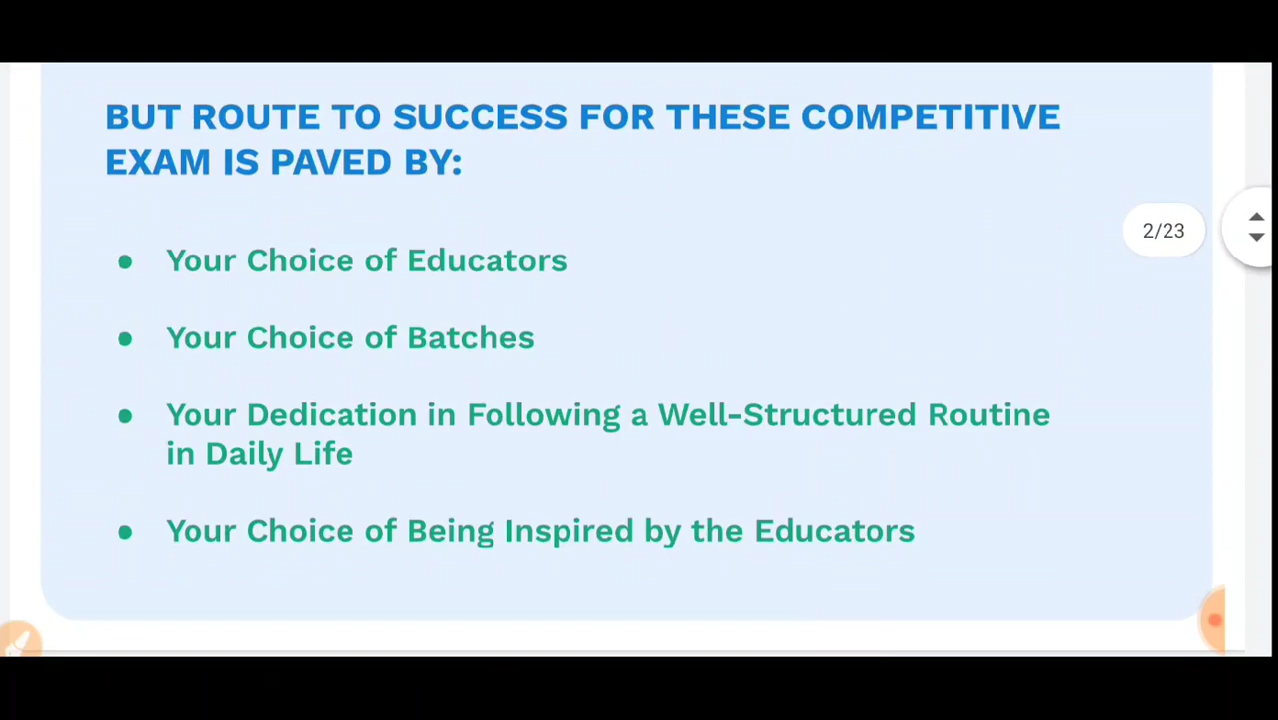 BUT ROUTE TO SUCCESS FOR THESE COMPETITIVE
EXAM IS PAVED BY:
2/23
• Your Choice of Educators
• Your Choice of Batches
• Your Dedication in Following a Well-Structured Routine
in Daily Life
• Your Choice of Being Inspired by the Educators